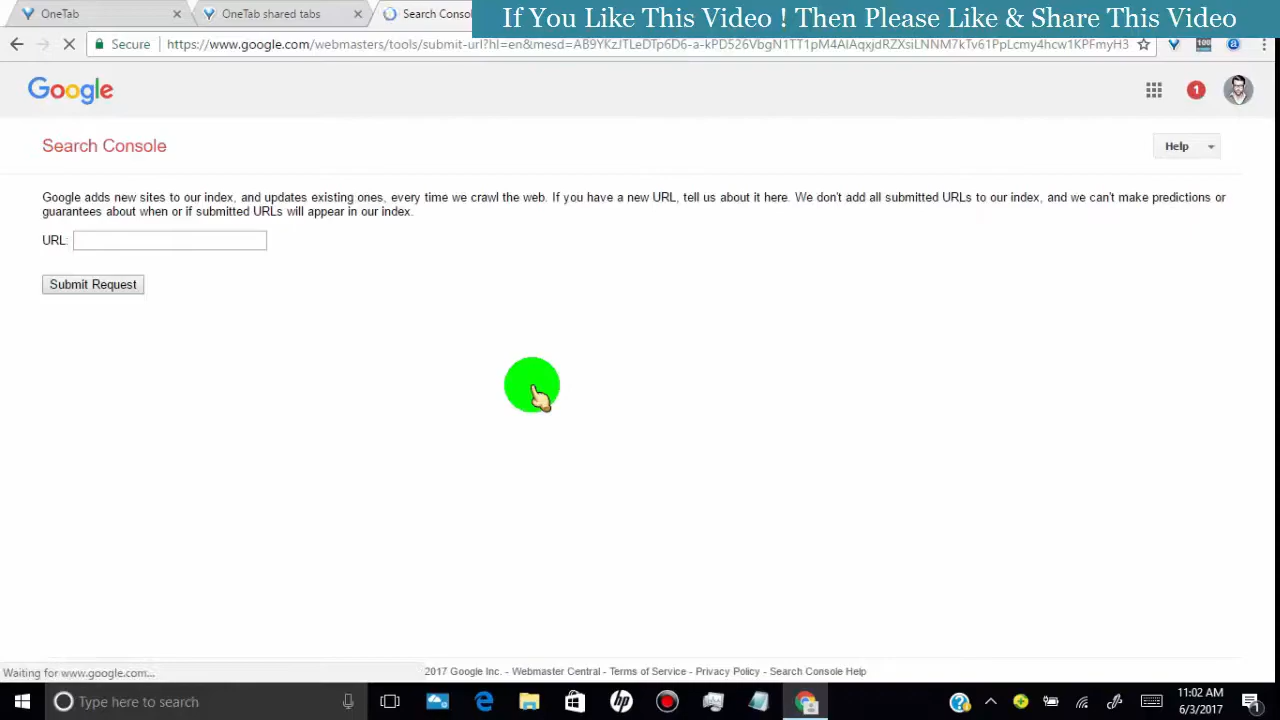 If You Like This Video ! Then Please Like & Share This Video
OneTab
OneTab shared tabs
Search Conso
Secure
https://www.google.com/webmasters/tools/submit-url?hl=en&mesd=
100
a
Google
1
Search Console
Help
Google adds new sites to our index, and updates existing ones, every time we crawl the web. If you have a new URL, tell us about it here. We don't add all submitted URLs to our index, and we can't make predictions or
guarantees about when or if submitted URLs will appear in our index.
URL:
Submit Request
Waiting for www.google.com...
2017 Google Inc. - Webmaster Central - Terms of Service - Privacy Policy - Search Console Help
Type here to search
hp
11:02 AM
6/3/2017
1